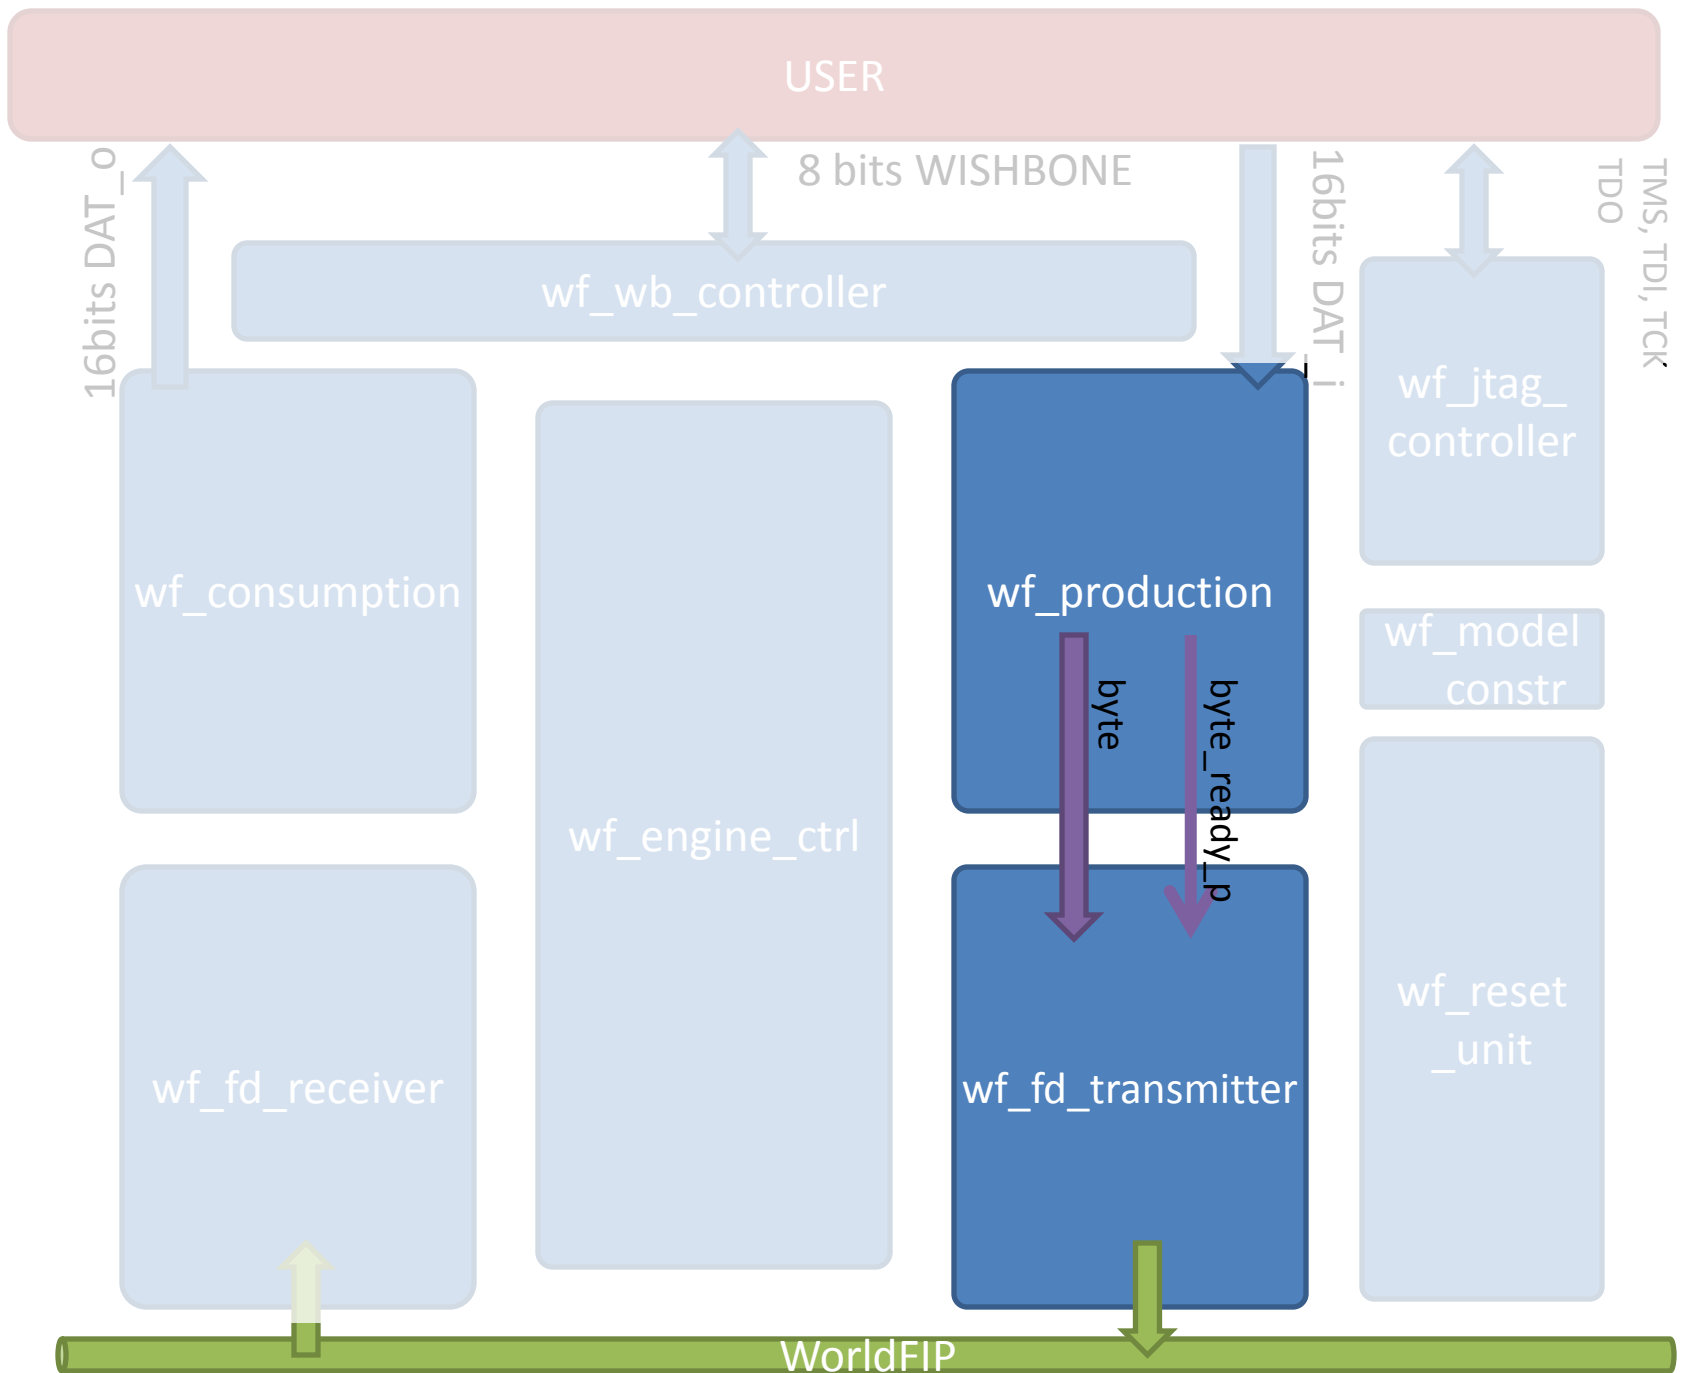 USER
16bits DAT_o
8 bits WISHBONE
16bits DAT_i
TMS, TDI, TCK,
TDO
wf_wb_controller
wf_jtag_
controller
wf_consumption
wf_production
wf_model
constr
byte
byte_ready_p
wf_engine_ctrl
wf_reset
_unit
wf_fd_receiver
wf_fd_transmitter
WorldFIP